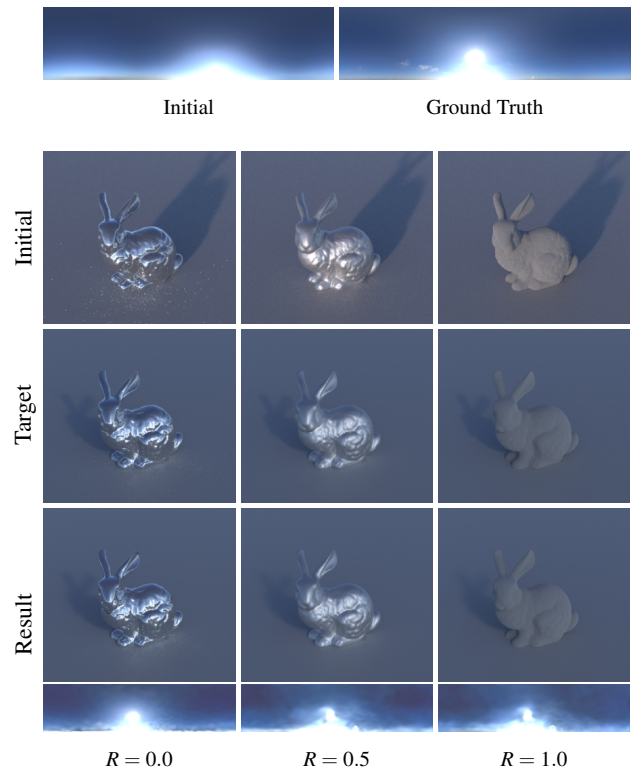 Initial
Ground Truth
Initial
Target
Result
R = 0.0
R = 0.5
R = 1.0